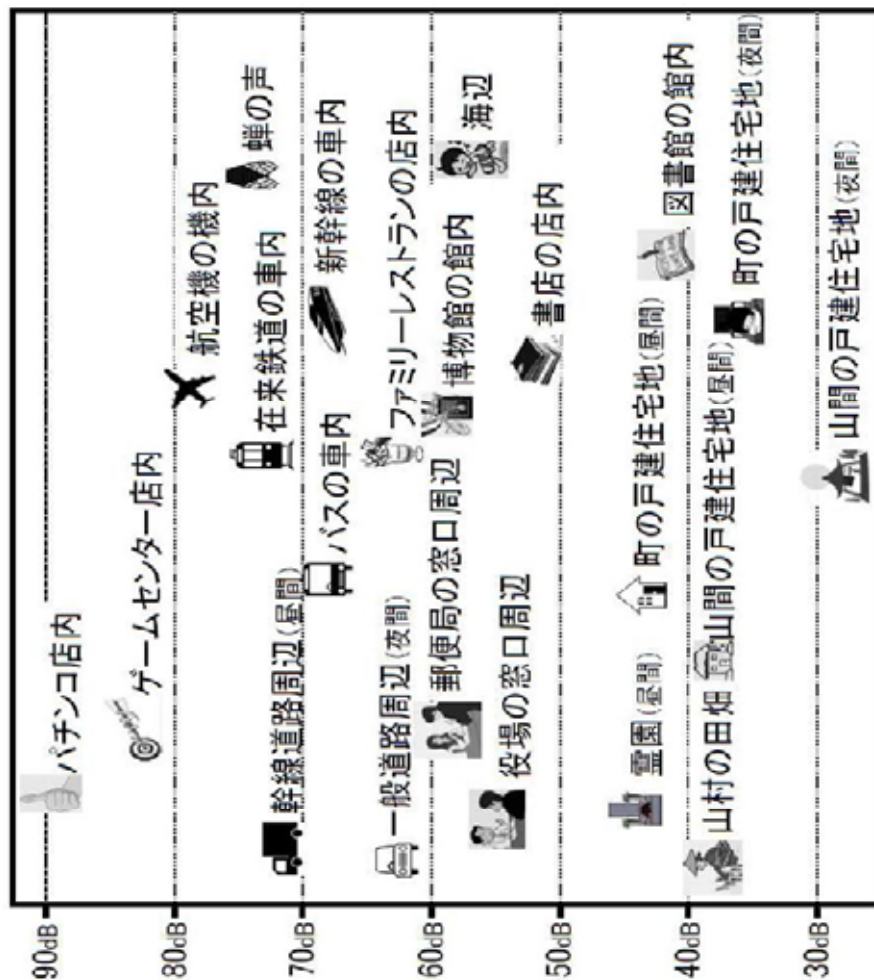 90dB
パチンコ店内
ゲームセンター店内
80dB
航空機の機内
蝉の声
幹線道路周辺(昼間)
在来鉄道の車内
70dB
バスの車内
新幹線の車内
一般道路周辺(夜間)
ファミリーレストランの店内
60dB
郵便局の窓口周辺
博物館の館内
海辺
役場の窓口周辺
書店の店内
50dB
霊園(昼間)
町の戸建住宅地(昼間)
図書館の館内
40dB
山村の田畑
山間の戸建住宅地(昼間)
町の戸建住宅地(夜間)
30dB
山間の戸建住宅地(夜間)